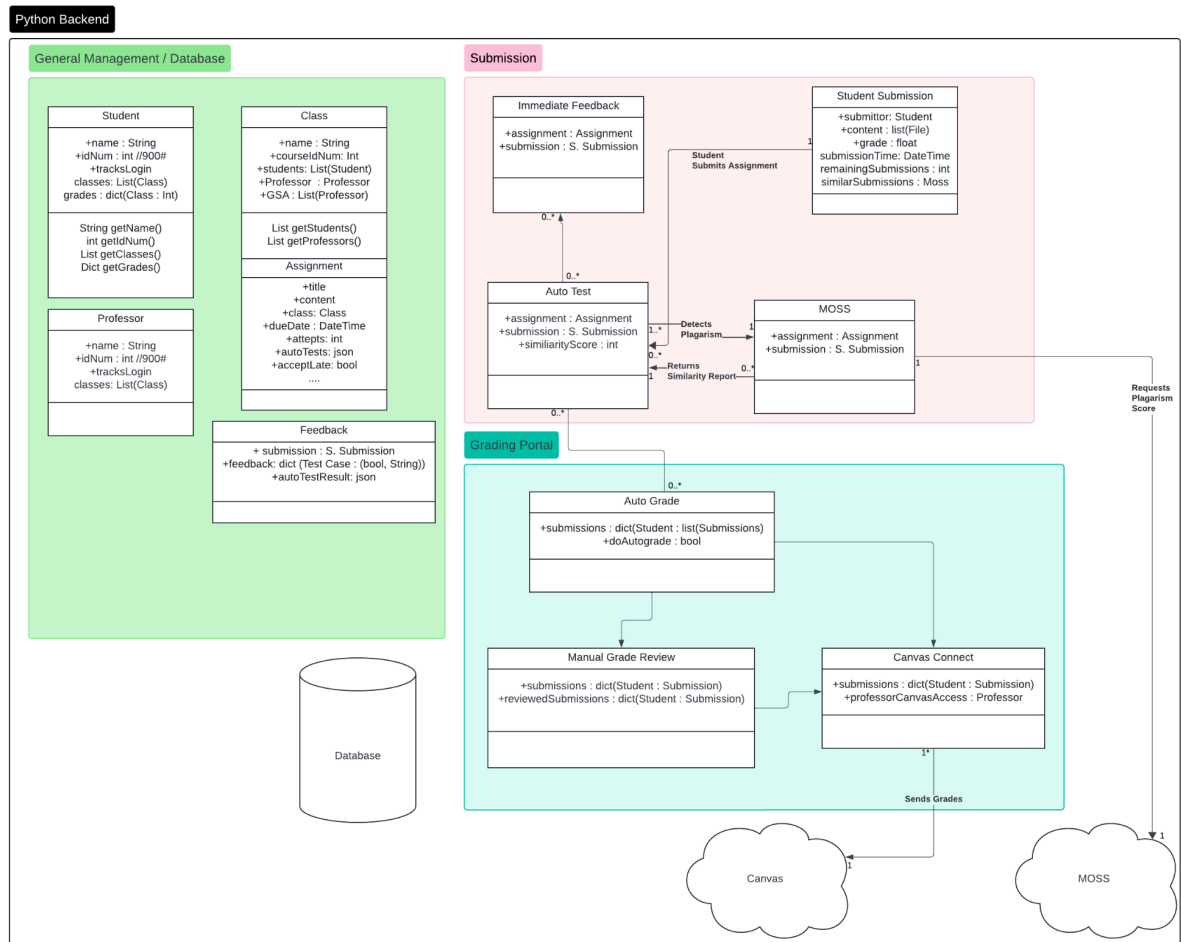 Python Backend
General Management / Database
Student
+name : String
+idNum : int //900#
+tracksLogin
classes: List(Class)
grades : dict(Class : Int)
String getName()
int getIdNum()
List getClasses()
Dict getGrades()
Professor
+name : String
+idNum : int //900#
+tracksLogin
classes: List(Class)
Class
+name : String
+courseIdNum: Int
+students: List(Student)
+Professor : Professor
+GSA : List(Professor)
List getStudents()
List getProfessors()
Assignment
+title
+content
+class: Class
+dueDate : DateTime
+attepts: int
+autoTests: json
+acceptLate: bool
....
Feedback
+ submission : S. Submission
+feedback: dict (Test Case : (bool, String))
+autoTestResult: json
Database
Submission
Immediate Feedback
+assignment : Assignment
+submission : S. Submission
0..*
0..*
Student Submission
+submittor: Student
+content : list(File)
+grade : float
submissionTime: DateTime
remainingSubmissions : int
similarSubmissions : Moss
1
Student
Submits Assignment
Auto Test
+assignment : Assignment
+submission : S. Submission
+similiarityScore : int
1..*
Detects
Plagrism
1
0..*
Returns
Similarity Report
0..*
1
0..*
MOSS
+assignment : Assignment
+submission : S. Submission
1
Requests
Plagarism
Score
Grading Portal
0..*
Auto Grade
+submissions : dict(Student : list(Submissions)
+doAutograde : bool
Manual Grade Review
+submissions : dict(Student : Submission)
+reviewedSubmissions : dict(Student : Submission)
Canvas Connect
+submissions : dict(Student : Submission)
+professorCanvasAccess : Professor
1*
Sends Grades
1
Canvas
1
MOSS